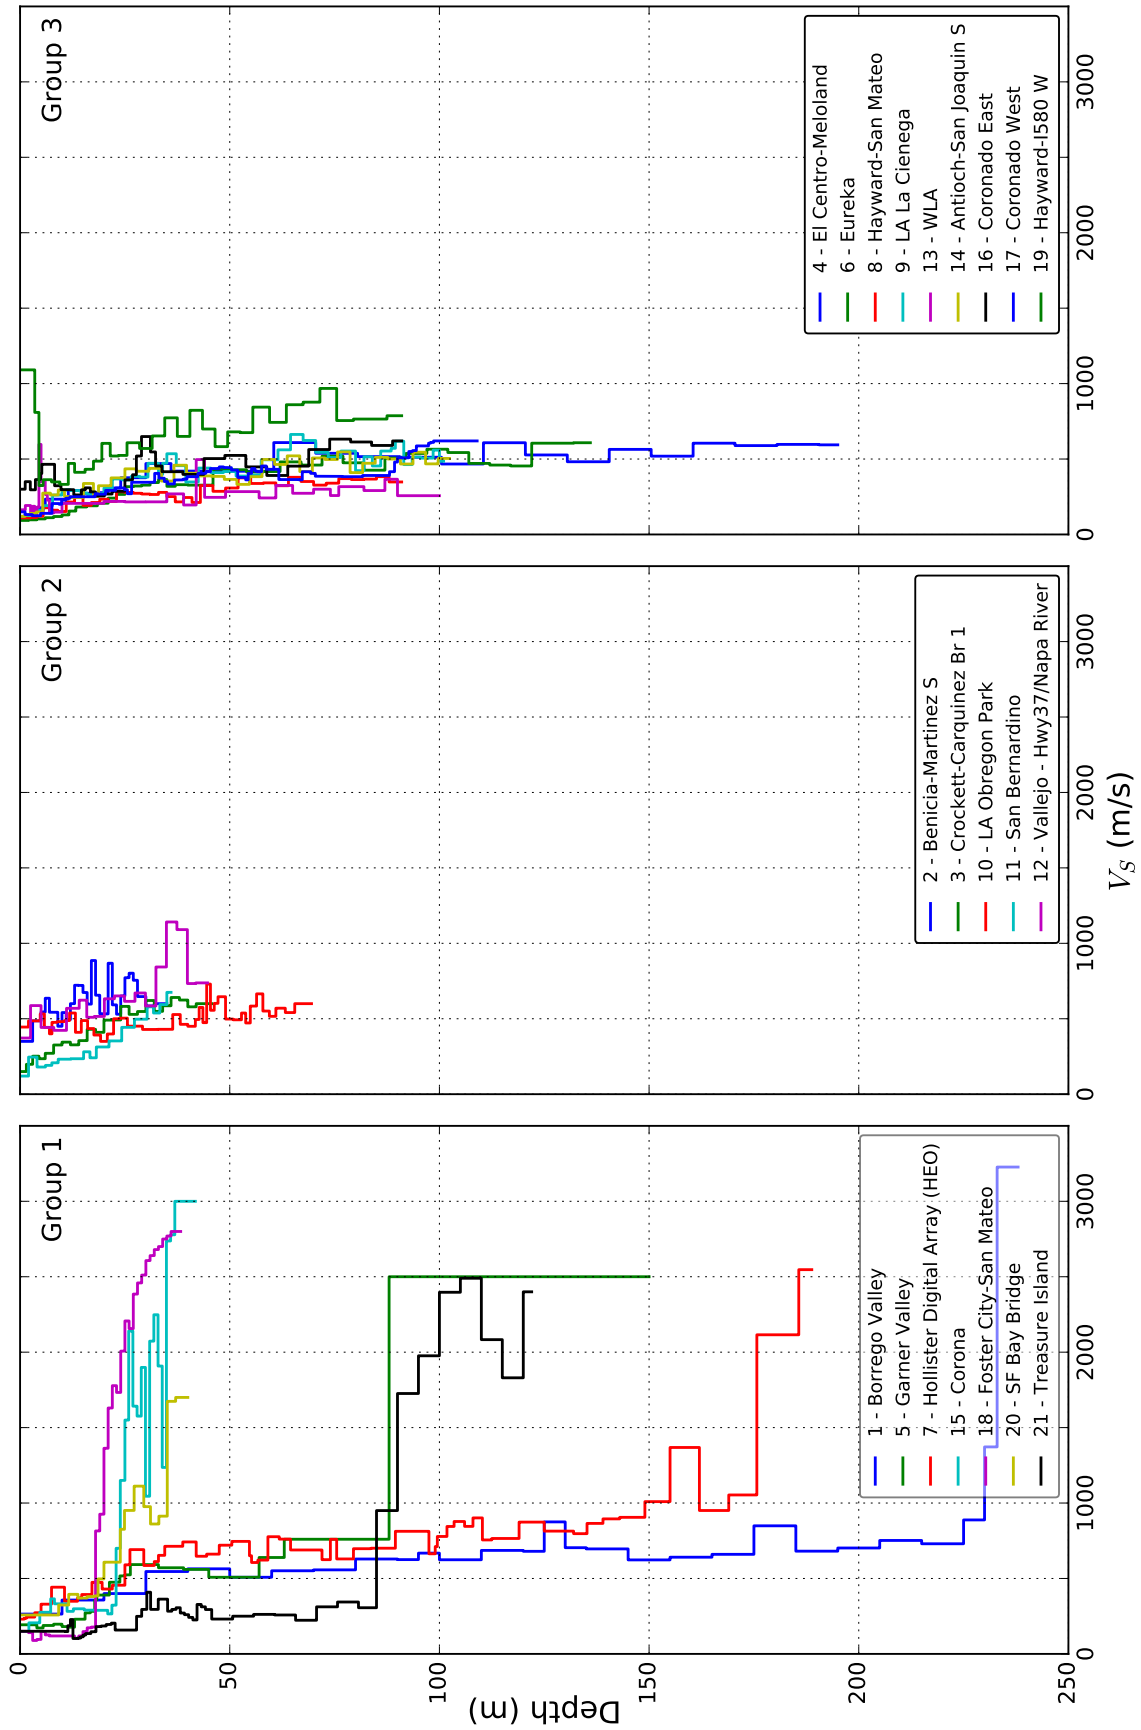 Group 1
1 - Borrego Valley
5 - Garner Valley
7 - Hollister Digital Array (HEO)
15 - Corona
18 - Foster City-San Mateo
20 - SF Bay Bridge
21 - Treasure Island
0
50
100
150
200
250
Depth (m)
0
1000
2000
3000
Group 2
2 - Benicia-Martinez S
3 - Crockett-Carquinez Br 1
10 - LA Obregon Park
11 - San Bernardino
12 - Vallejo - Hwy37/Napa River
0
1000
2000
3000
V_S (m/s)
Group 3
4 - El Centro-Meloland
6 - Eureka
8 - Hayward-San Mateo
9 - LA La Cienega
13 - WLA
14 - Antioch-San Joaquin S
16 - Coronado East
17 - Coronado West
19 - Hayward-I580 W
0
1000
2000
3000